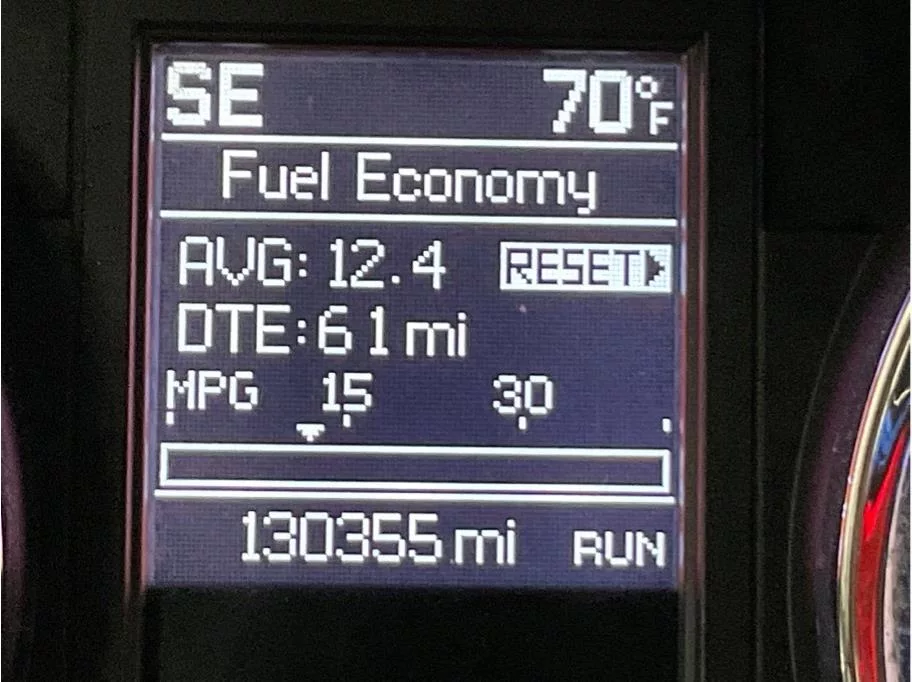 SE 70°F
Fuel Economy
AVG: 12.4 RESET
DTE: 61 mi
MPG 15 30
130355 mi RUN